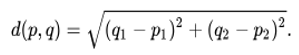 d(p,q) = √((q₁ − p₁)² + (q₂ − p₂)²).